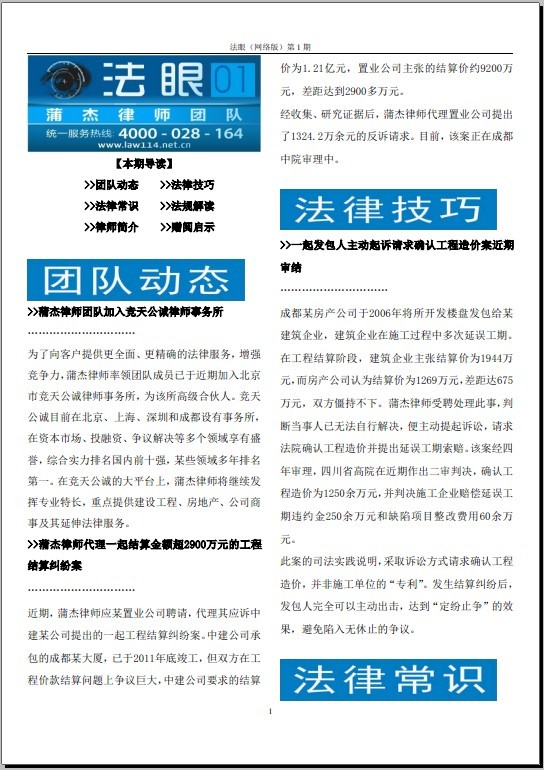 法眼（网络版）第1期
法眼 01
蒲杰律师团队
统一服务热线：4000－028－164
www.law114.net.cn
【本期导读】
>>团队动态 >>法律技巧
>>法律常识 >>法规解读
>>律师简介 >>赠阅启示
团队动态
>>蒲杰律师团队加入竞天公诚律师事务所
…………………………
为了向客户提供更全面、更精确的法律服务，增强
竞争力，蒲杰律师率领团队成员已于近期加入北京
市竞天公诚律师事务所，为该所高级合伙人。竞天
公诚目前在北京、上海、深圳和成都设有事务所，
在资本市场、投融资、争议解决等多个领域享有盛
誉，综合实力排名国内前十强，某些领域多年排名
第一。在竞天公诚的大平台上，蒲杰律师将继续发
挥专业特长，重点提供建设工程、房地产、公司商
事及其延伸法律服务。
>>蒲杰律师代理一起结算金额超2900万元的工程
结算纠纷案
…………………………
近期，蒲杰律师应某置业公司聘请，代理其应诉中
建某公司提出的一起工程结算纠纷案。中建公司承
包的成都某大厦，已于2011年底竣工，但双方在工
程价款结算问题上争议巨大，中建公司要求的结算
价为1.21亿元，置业公司主张的结算价约9200万
元，差距达到2900多万元。
经收集、研究证据后，蒲杰律师代理置业公司提出
了1324.2万余元的反诉请求。目前，该案正在成都
中院审理中。
法律技巧
>>一起发包人主动起诉请求确认工程造价案近期
审结
…………………………
成都某房产公司于2006年将所开发楼盘发包给某
建筑企业，建筑企业在施工过程中多次延误工期。
在工程结算阶段，建筑企业主张结算价为1944万
元，而房产公司认为结算价为1269万元，差距达675
万元，双方僵持不下。蒲杰律师受聘处理此事，判
断当事人已无法自行解决，便主动提起诉讼，请求
法院确认工程造价并提出延误工期索赔。该案经四
年审理，四川省高院在近期作出二审判决，确认工
程造价为1250余万元，并判决施工企业赔偿延误工
期违约金250余万元和缺陷项目整改费用60余万
元。
此案的司法实践说明，采取诉讼方式请求确认工程
造价，并非施工单位的“专利”。发生结算纠纷后，
发包人完全可以主动出击，达到“定纷止争”的效
果，避免陷入无休止的争议。
法律常识
1